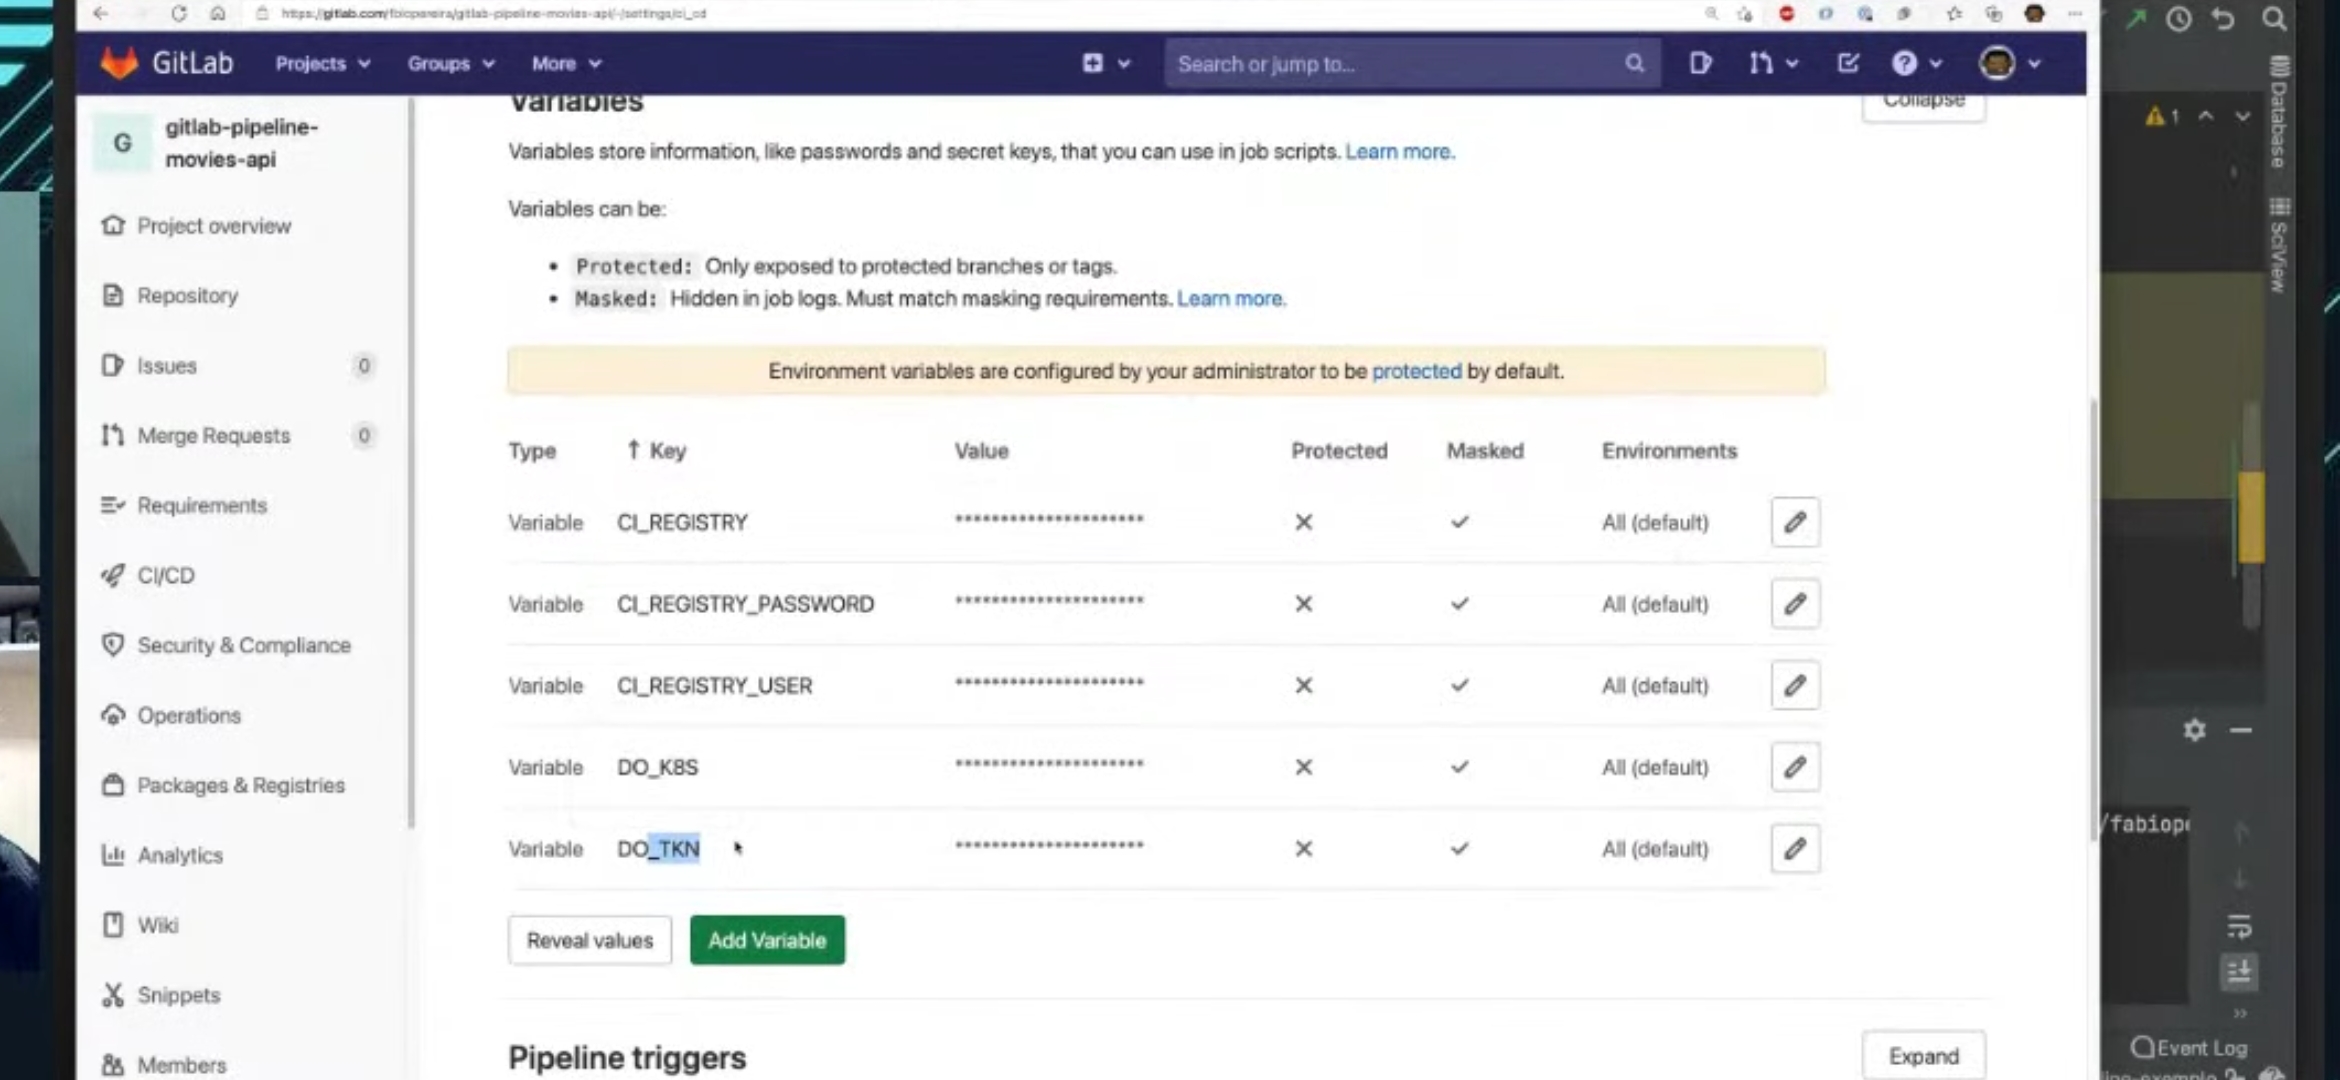 https://gitlab.com/fbiopereira/gitlab-pipeline-movies-api/-/settings/ci_cd
GitLab
Projects
Groups
More
Search or jump to...
G
gitlab-pipeline-
movies-api
Project overview
Repository
Issues 0
Merge Requests 0
Requirements
CI/CD
Security & Compliance
Operations
Packages & Registries
Analytics
Wiki
Snippets
Members
Variables
Collapse
Variables store information, like passwords and secret keys, that you can use in job scripts. Learn more.
Variables can be:
• Protected: Only exposed to protected branches or tags.
• Masked: Hidden in job logs. Must match masking requirements. Learn more.
Environment variables are configured by your administrator to be protected by default.
Type ↑ Key Value Protected Masked Environments
Variable CI_REGISTRY ********************* All (default)
Variable CI_REGISTRY_PASSWORD ********************* All (default)
Variable CI_REGISTRY_USER ********************* All (default)
Variable DO_K8S ********************* All (default)
Variable DO_TKN ********************* All (default)
Reveal values
Add Variable
Pipeline triggers
Expand
1
Database
SciView
/fabiop
Event Log